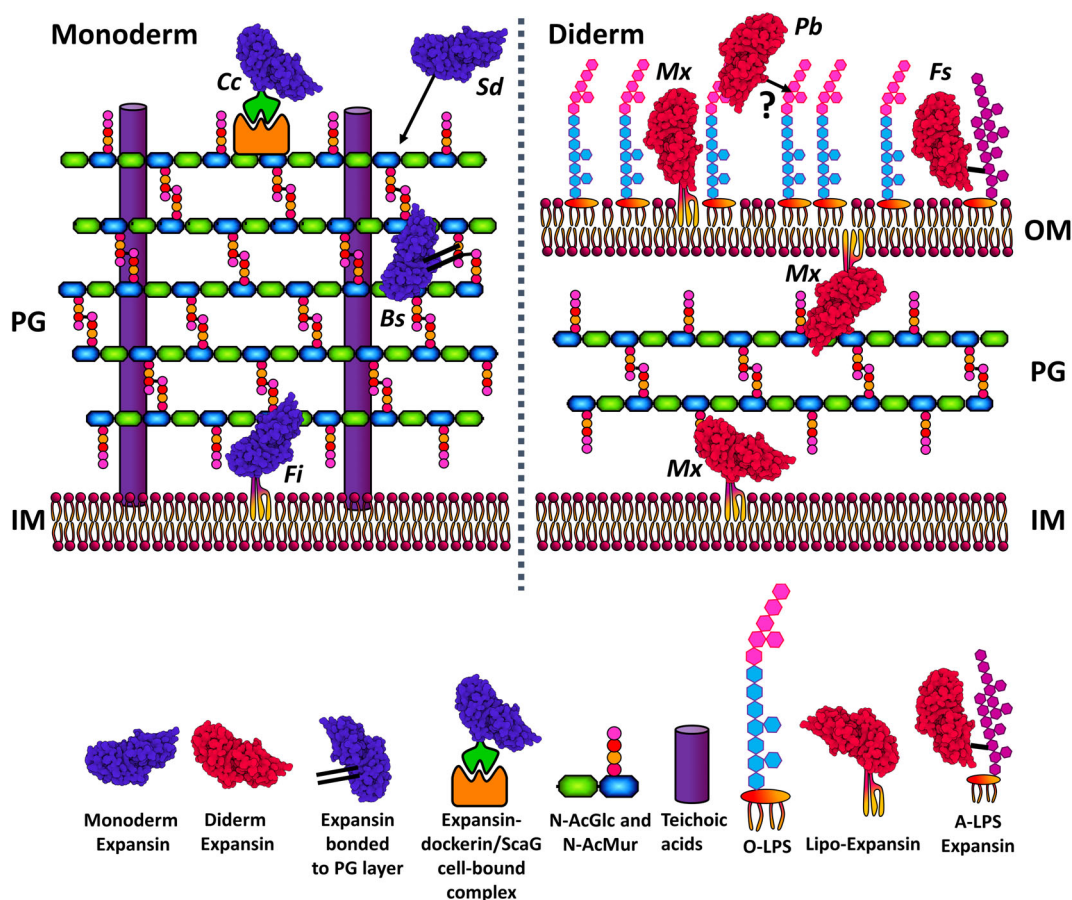 Monoderm
Cc
Sd
PG
Bs
Fi
IM
Diderm
Pb
Mx
?
Fs
OM
Mx
PG
Mx
IM
Monoderm
Expansin
Diderm
Expansin
Expansin
bonded
to PG layer
Expansin-
dockerin/ScaG
cell-bound
complex
N-AcGlc and
N-AcMur
Teichoic
acids
O-LPS
Lipo-Expansin
A-LPS
Expansin